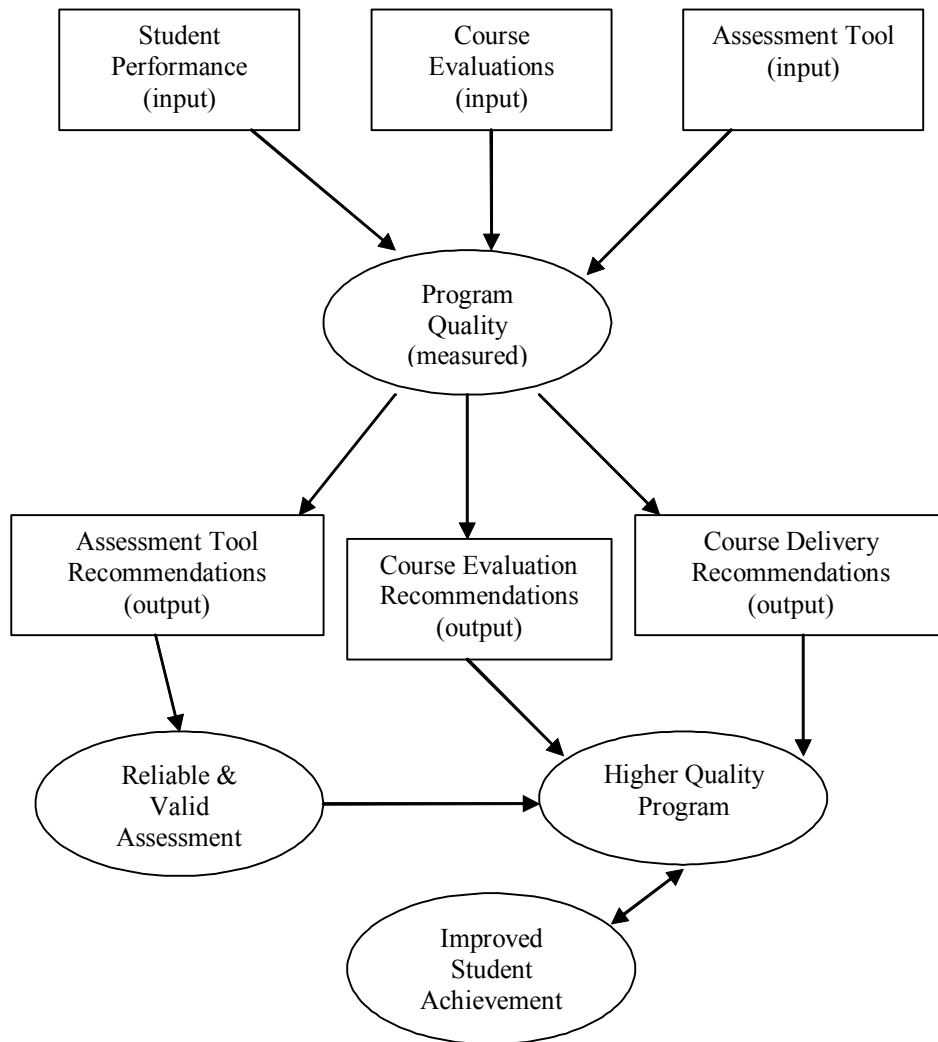 Student
Performance
(input)
Course
Evaluations
(input)
Assessment Tool
(input)
Program
Quality
(measured)
Assessment Tool
Recommendations
(output)
Course Evaluation
Recommendations
(output)
Course Delivery
Recommendations
(output)
Reliable &
Valid
Assessment
Higher Quality
Program
Improved
Student
Achievement